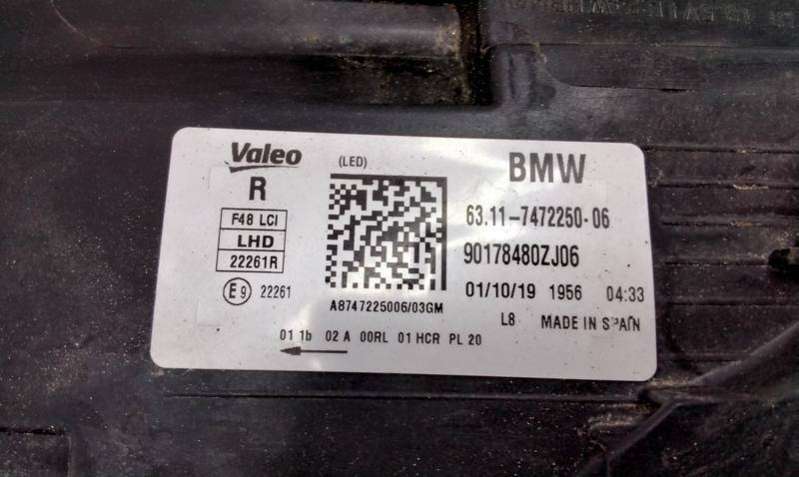 Valeo (LED) BMW
R
63.11-7472250-06
F48 LCI
LHD
22261R
90178480ZJ06
E9 22261
01/10/19 1956 04:33
A8747225006/03GM
L8 MADE IN SPAIN
01 1b 02 A 00RL 01 HCR PL 20